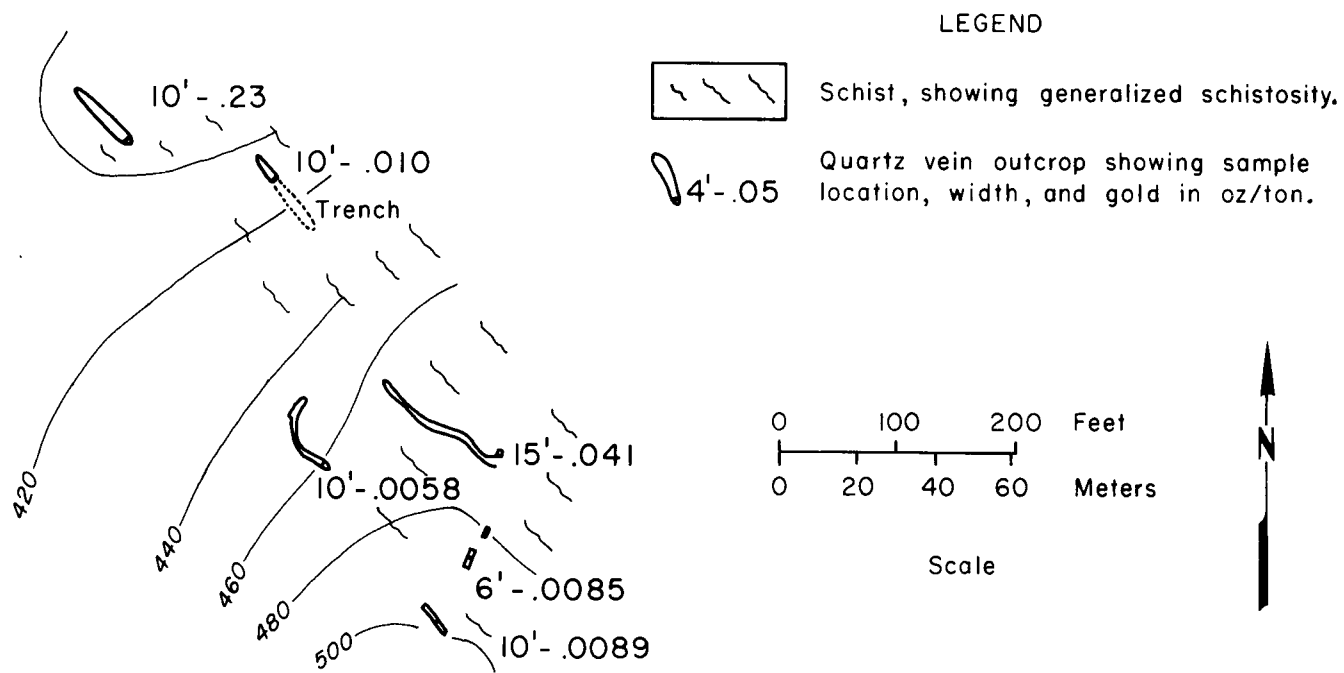 LEGEND
Schist, showing generalized schistosity.
Quartz vein outcrop showing sample
location, width, and gold in oz/ton.
4'-.05
10'-.23
10'-.010
Trench
15'-.041
10'-.0058
6'-.0085
10'-.0089
420
440
460
480
500
0 100 200 Feet
0 20 40 60 Meters
Scale
N